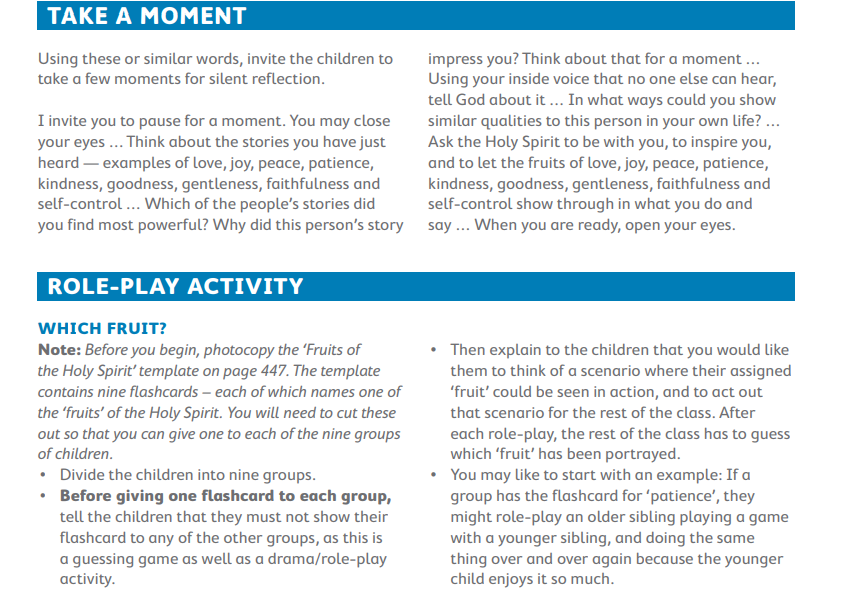 TAKE A MOMENT
Using these or similar words, invite the children to
take a few moments for silent reflection.
I invite you to pause for a moment. You may close
your eyes … Think about the stories you have just
heard — examples of love, joy, peace, patience,
kindness, goodness, gentleness, faithfulness and
self-control … Which of the people's stories did
you find most powerful? Why did this person's story
impress you? Think about that for a moment …
Using your inside voice that no one else can hear,
tell God about it … In what ways could you show
similar qualities to this person in your own life? …
Ask the Holy Spirit to be with you, to inspire you,
and to let the fruits of love, joy, peace, patience,
kindness, goodness, gentleness, faithfulness and
self-control show through in what you do and
say … When you are ready, open your eyes.
ROLE-PLAY ACTIVITY
WHICH FRUIT?
Note: Before you begin, photocopy the 'Fruits of
the Holy Spirit' template on page 447. The template
contains nine flashcards – each of which names one of
the 'fruits' of the Holy Spirit. You will need to cut these
out so that you can give one to each of the nine groups
of children.
• Divide the children into nine groups.
• Before giving one flashcard to each group,
tell the children that they must not show their
flashcard to any of the other groups, as this is
a guessing game as well as a drama/role-play
activity.
• Then explain to the children that you would like
them to think of a scenario where their assigned
'fruit' could be seen in action, and to act out
that scenario for the rest of the class. After
each role-play, the rest of the class has to guess
which 'fruit' has been portrayed.
• You may like to start with an example: If a
group has the flashcard for 'patience', they
might role-play an older sibling playing a game
with a younger sibling, and doing the same
thing over and over again because the younger
child enjoys it so much.